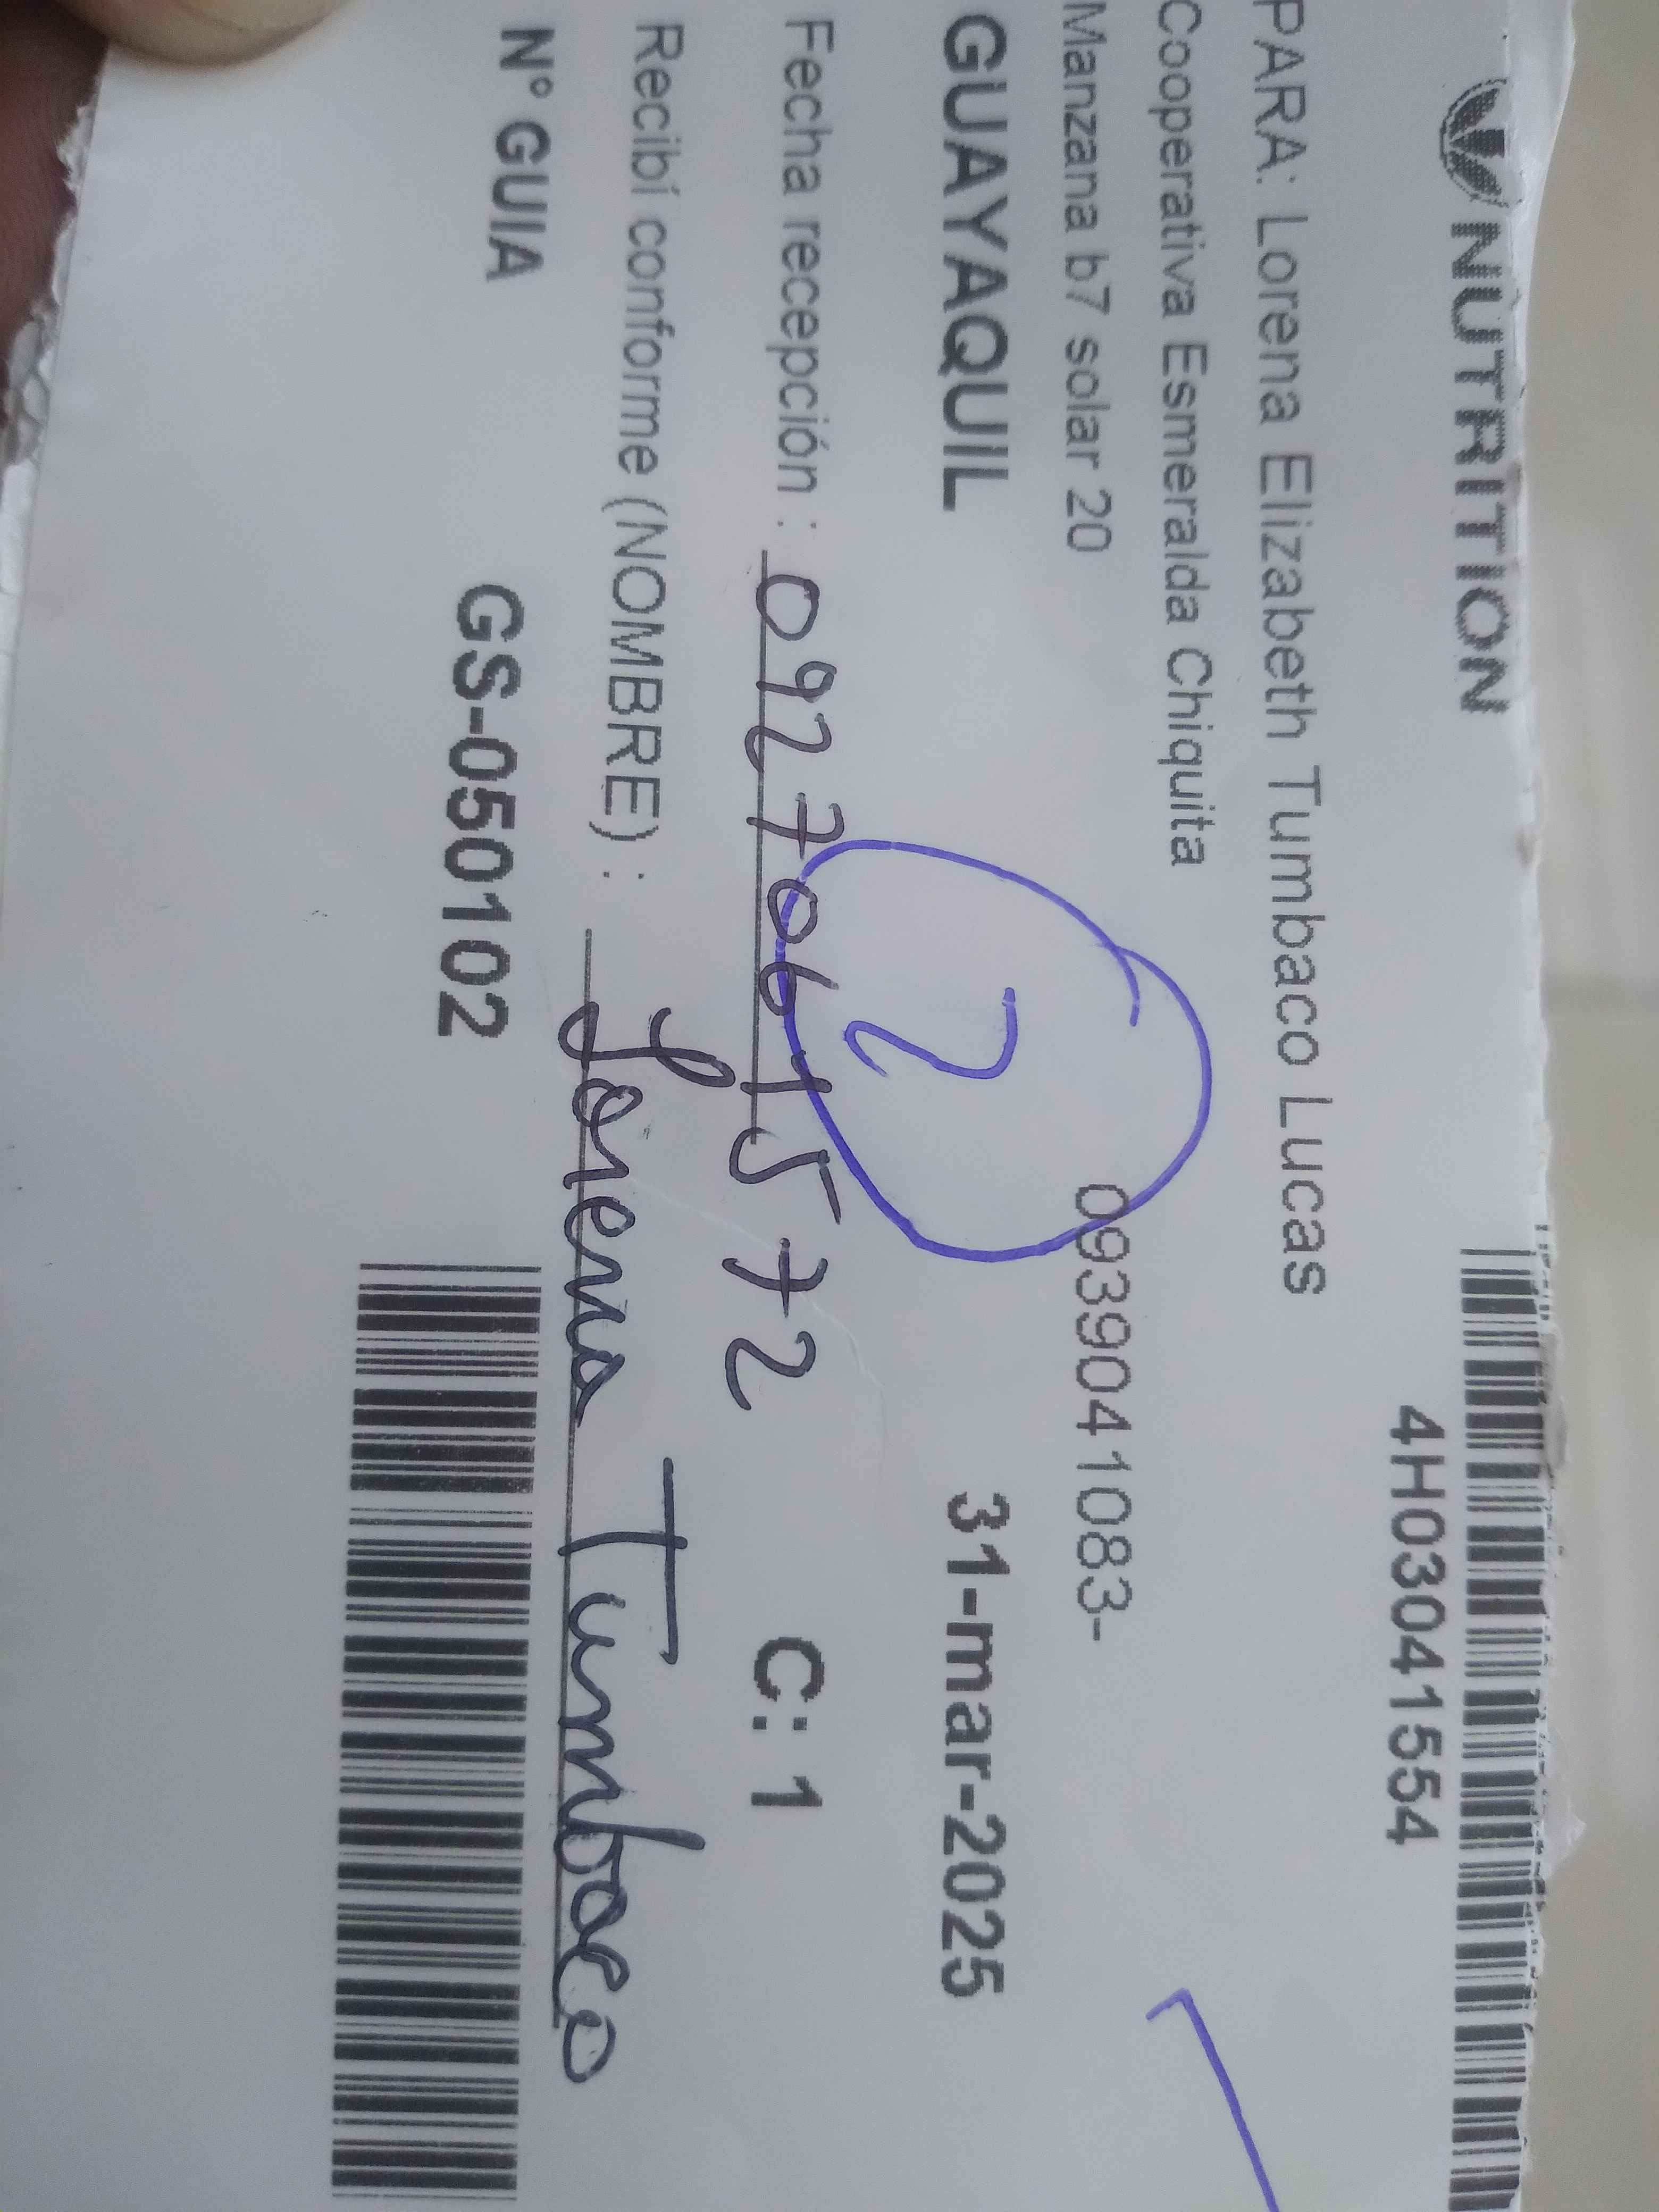 NUTRITION
4H03041554
PARA: Lorena Elizabeth Tumbaco Lucas
Cooperativa Esmeralda Chiquita
Manzana b7 solar 20 0939041083-
2
GUAYAQUIL 31-mar-2025
Fecha recepción : 0927061572 C: 1
Recibí conforme (NOMBRE) : Lorena Tumbaco
N° GUIA GS-050102